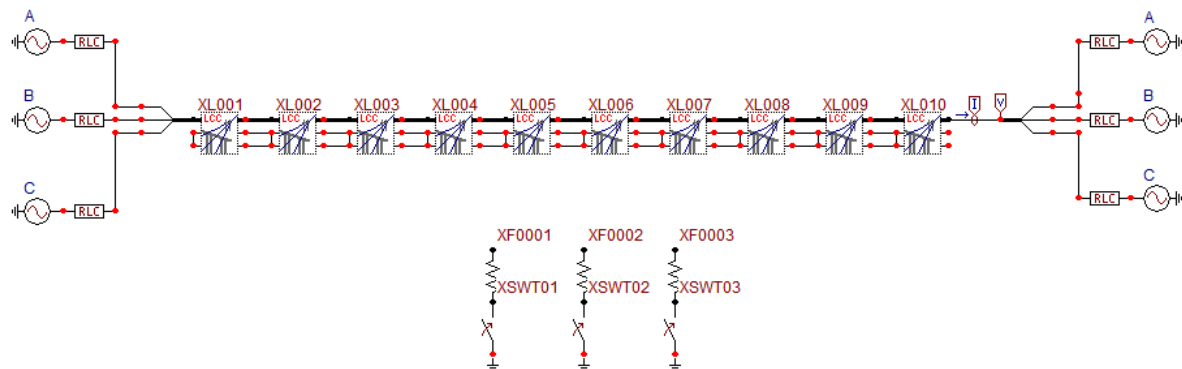 A A
RLC RLC
B B
XL001 XL002 XL003 XL004 XL005 XL006 XL007 XL008 XL009 XL010
LCC LCC LCC LCC LCC LCC LCC LCC LCC LCC
I V
RLC RLC
C C
RLC RLC
XF0001 XF0002 XF0003
XSWT01 XSWT02 XSWT03